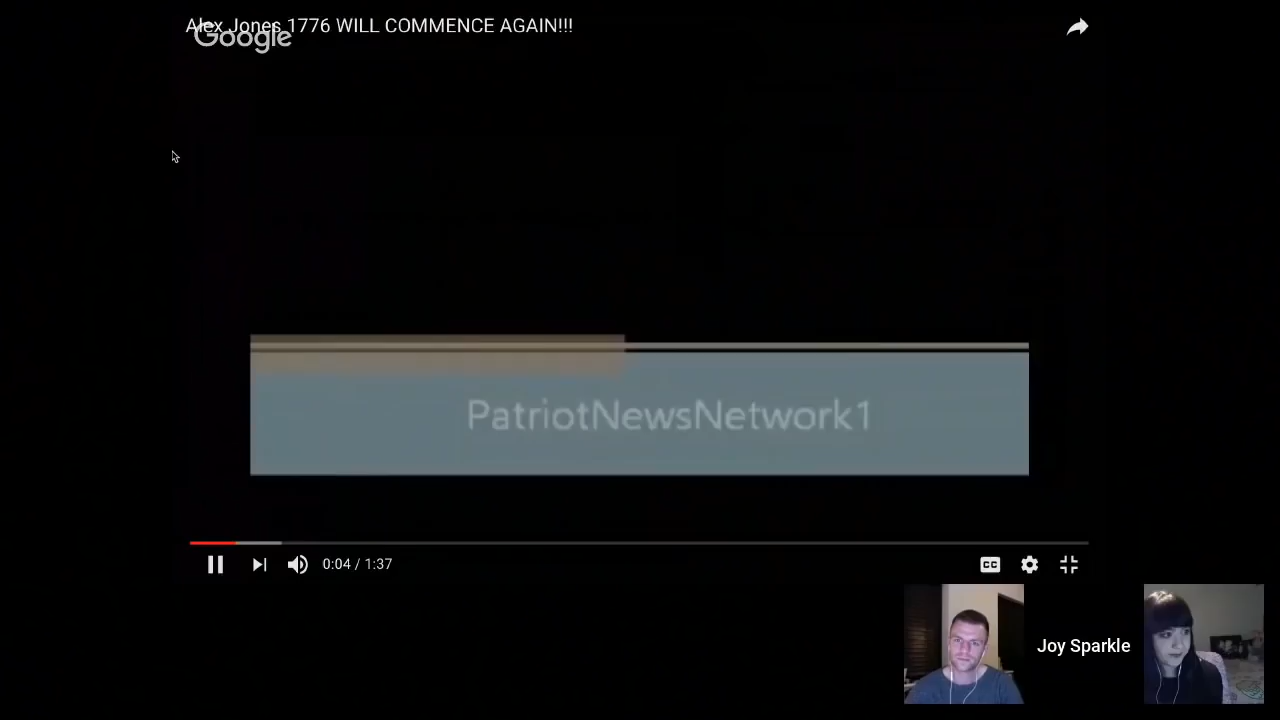 Alex Jones 1776 WILL COMMENCE AGAIN!!!
Google
PatriotNewsNetwork1
0:04 / 1:37
CC
Joy Sparkle